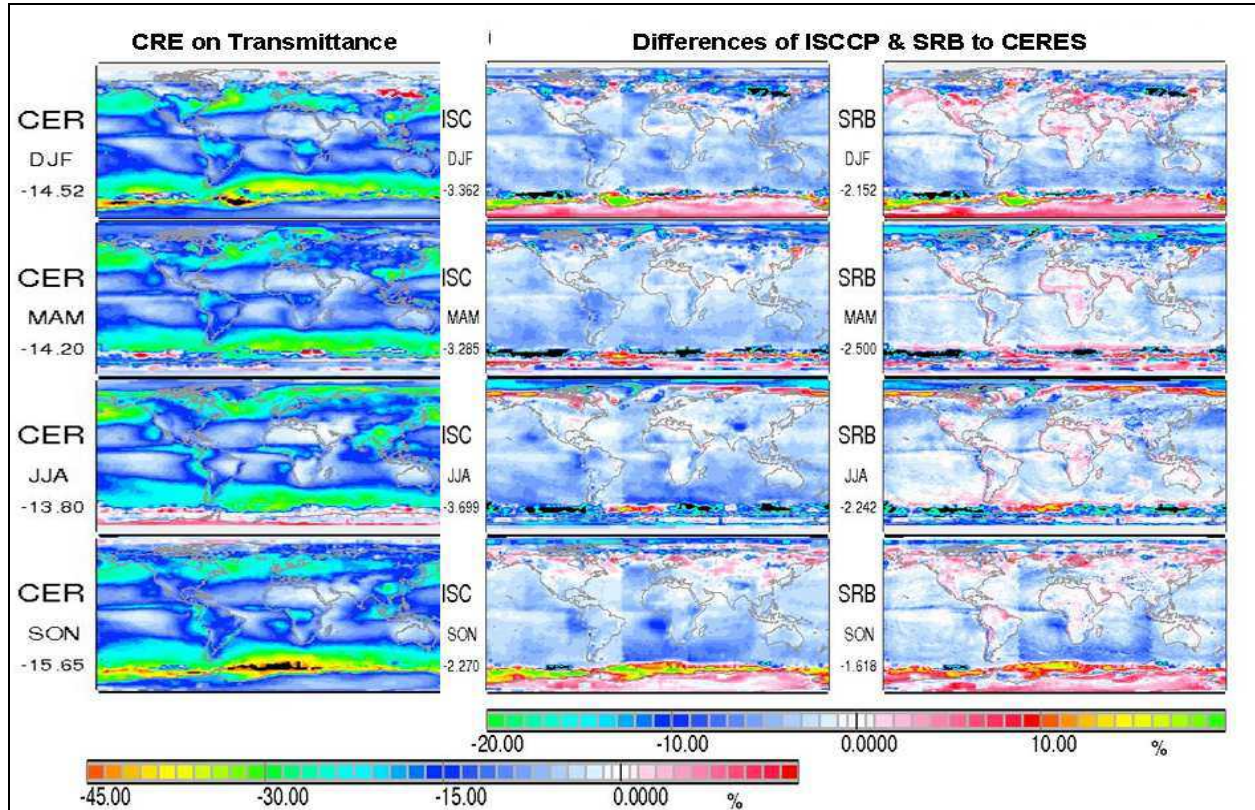 CRE on Transmittance
Differences of ISCCP & SRB to CERES
CER
DJF
-14.52
ISC
DJF
-3.362
SRB
DJF
-2.152
CER
MAM
-14.20
ISC
MAM
-3.285
SRB
MAM
-2.500
CER
JJA
-13.80
ISC
JJA
-3.699
SRB
JJA
-2.242
CER
SON
-15.65
ISC
SON
-2.270
SRB
SON
-1.618
-20.00 -10.00 0.0000 10.00 %
-45.00 -30.00 -15.00 0.0000 %